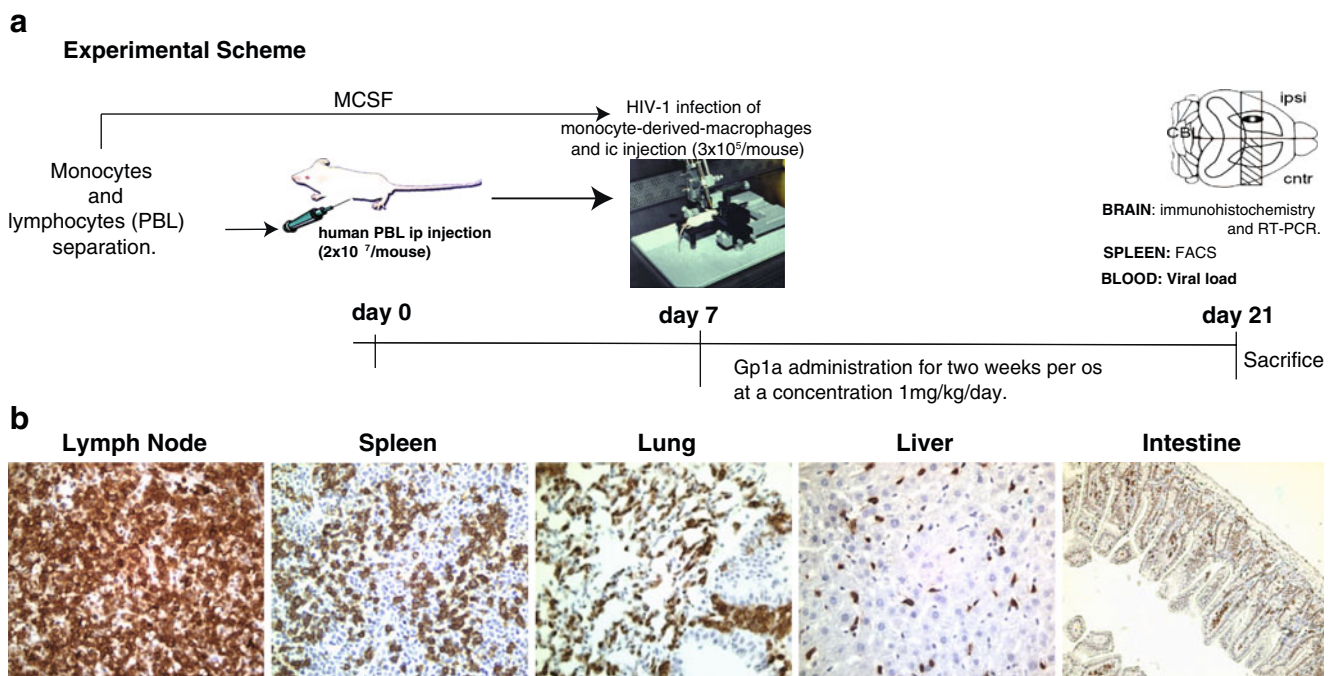 a
Experimental Scheme
MCSF
Monocytes
and
lymphocytes (PBL)
separation.
human PBL ip injection
(2x10 ⁷/mouse)
HIV-1 infection of
monocyte-derived-macrophages
and ic injection (3x10⁵/mouse)
ipsi
CBL
cntr
BRAIN: immunohistochemistry
and RT-PCR.
SPLEEN: FACS
BLOOD: Viral load
day 0
day 7
day 21
Gp1a administration for two weeks per os
at a concentration 1mg/kg/day.
Sacrifice
b
Lymph Node
Spleen
Lung
Liver
Intestine